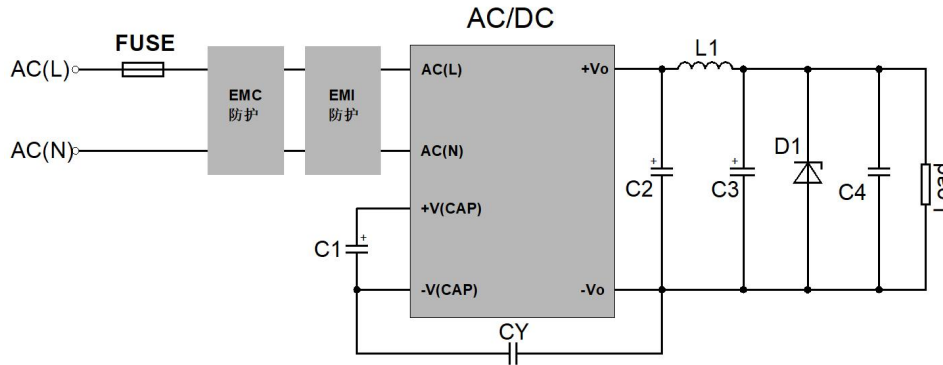 AC/DC
FUSE
L1
AC(L)
AC(L)
+Vo
EMC
防护
EMI
防护
AC(N)
AC(N)
D1
C2
C3
C4
Load
+V(CAP)
C1
-V(CAP)
-Vo
CY